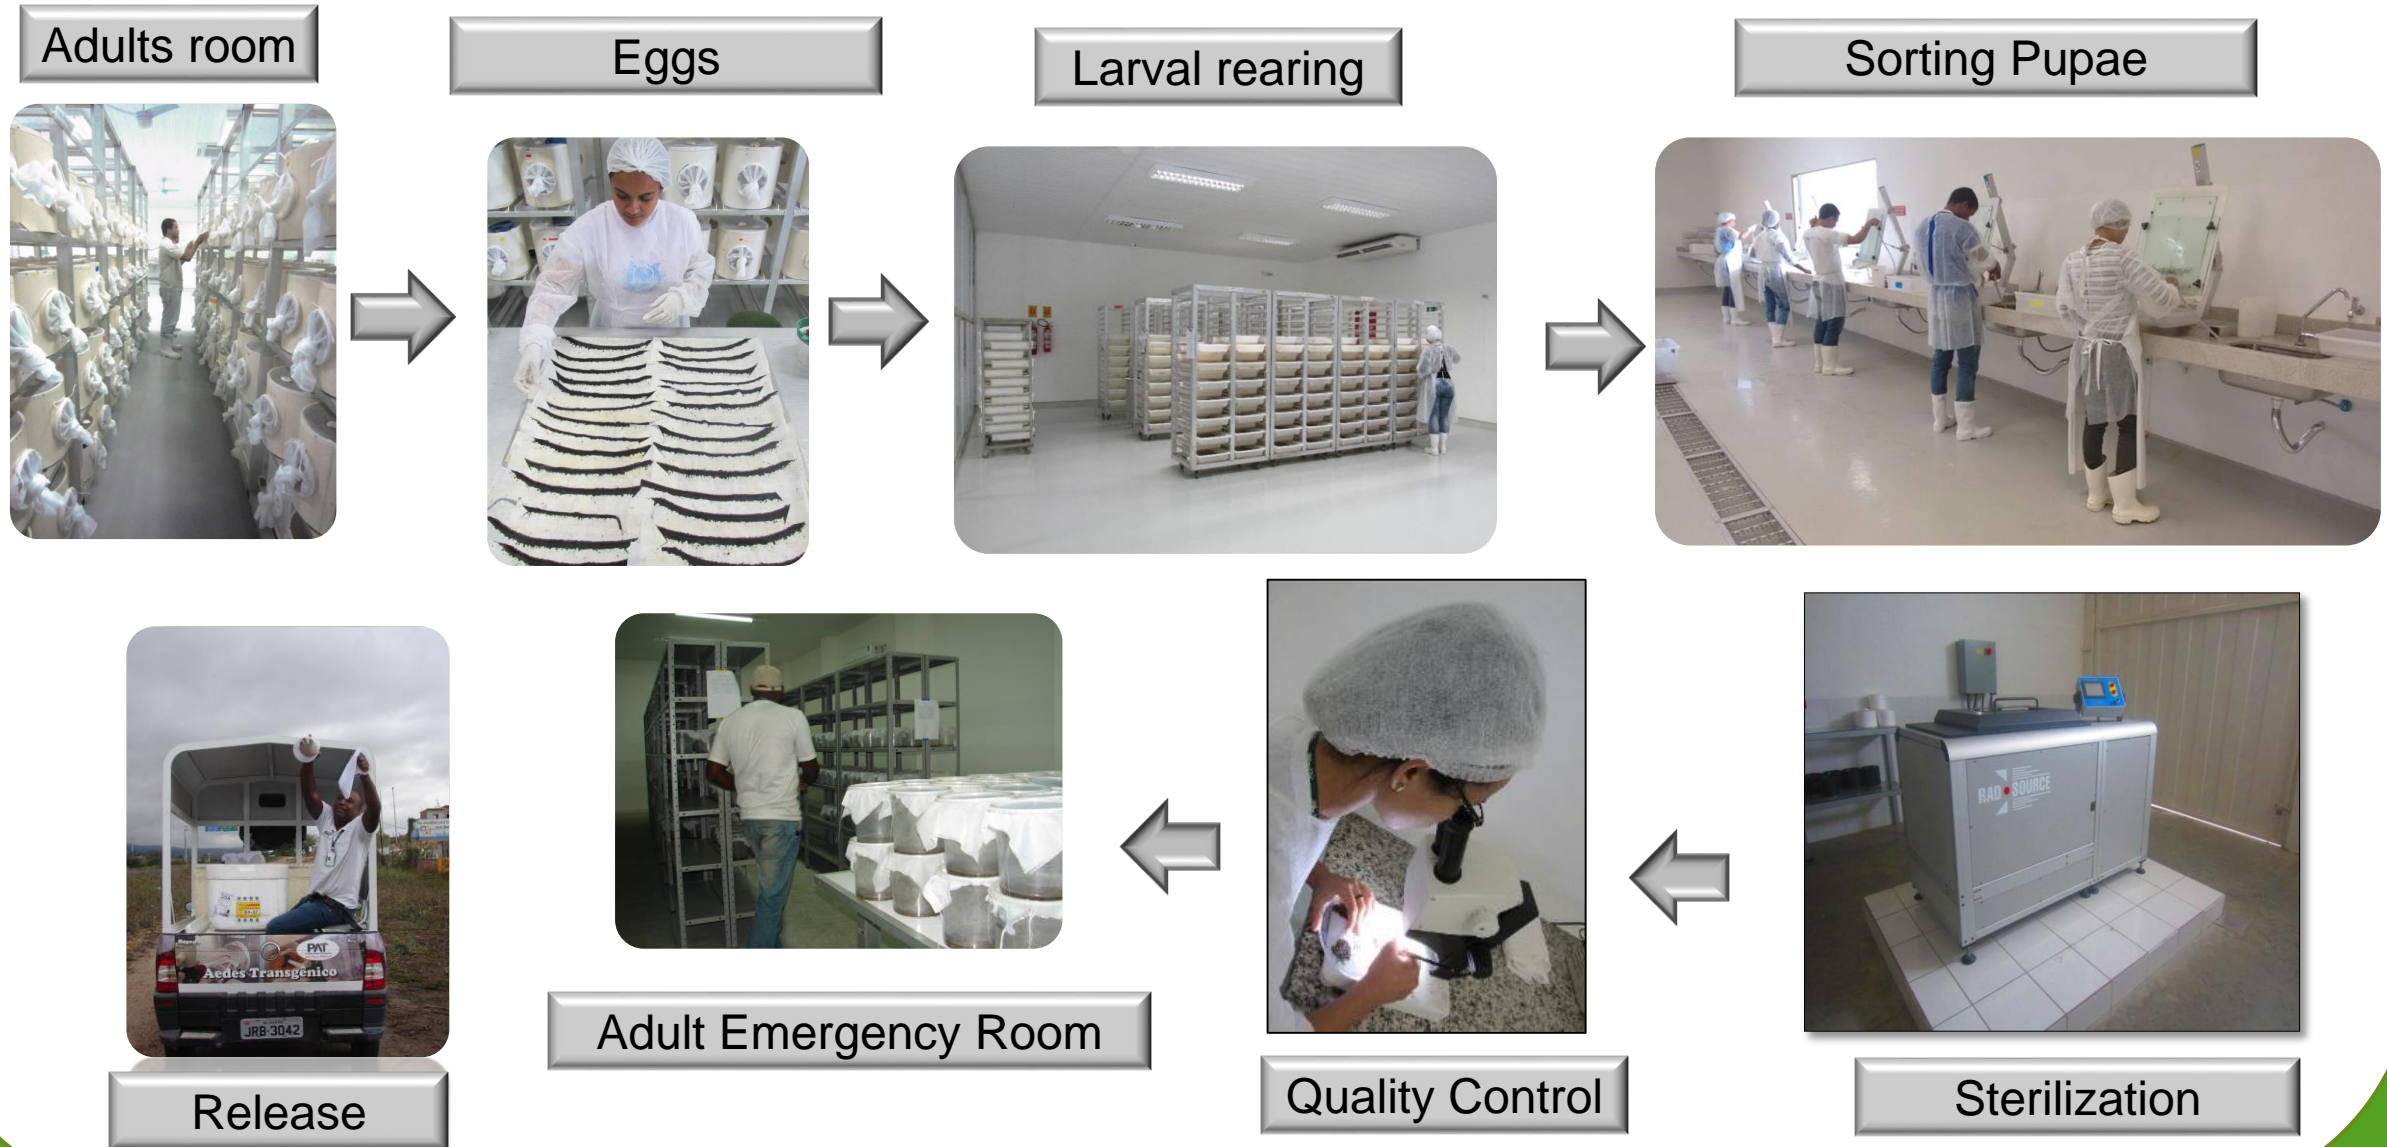 Adults room
Eggs
Larval rearing
Sorting Pupae
RAD SOURCE
PAT
Aedes Transgênico
JRB-3042
Adult Emergency Room
Release
Quality Control
Sterilization